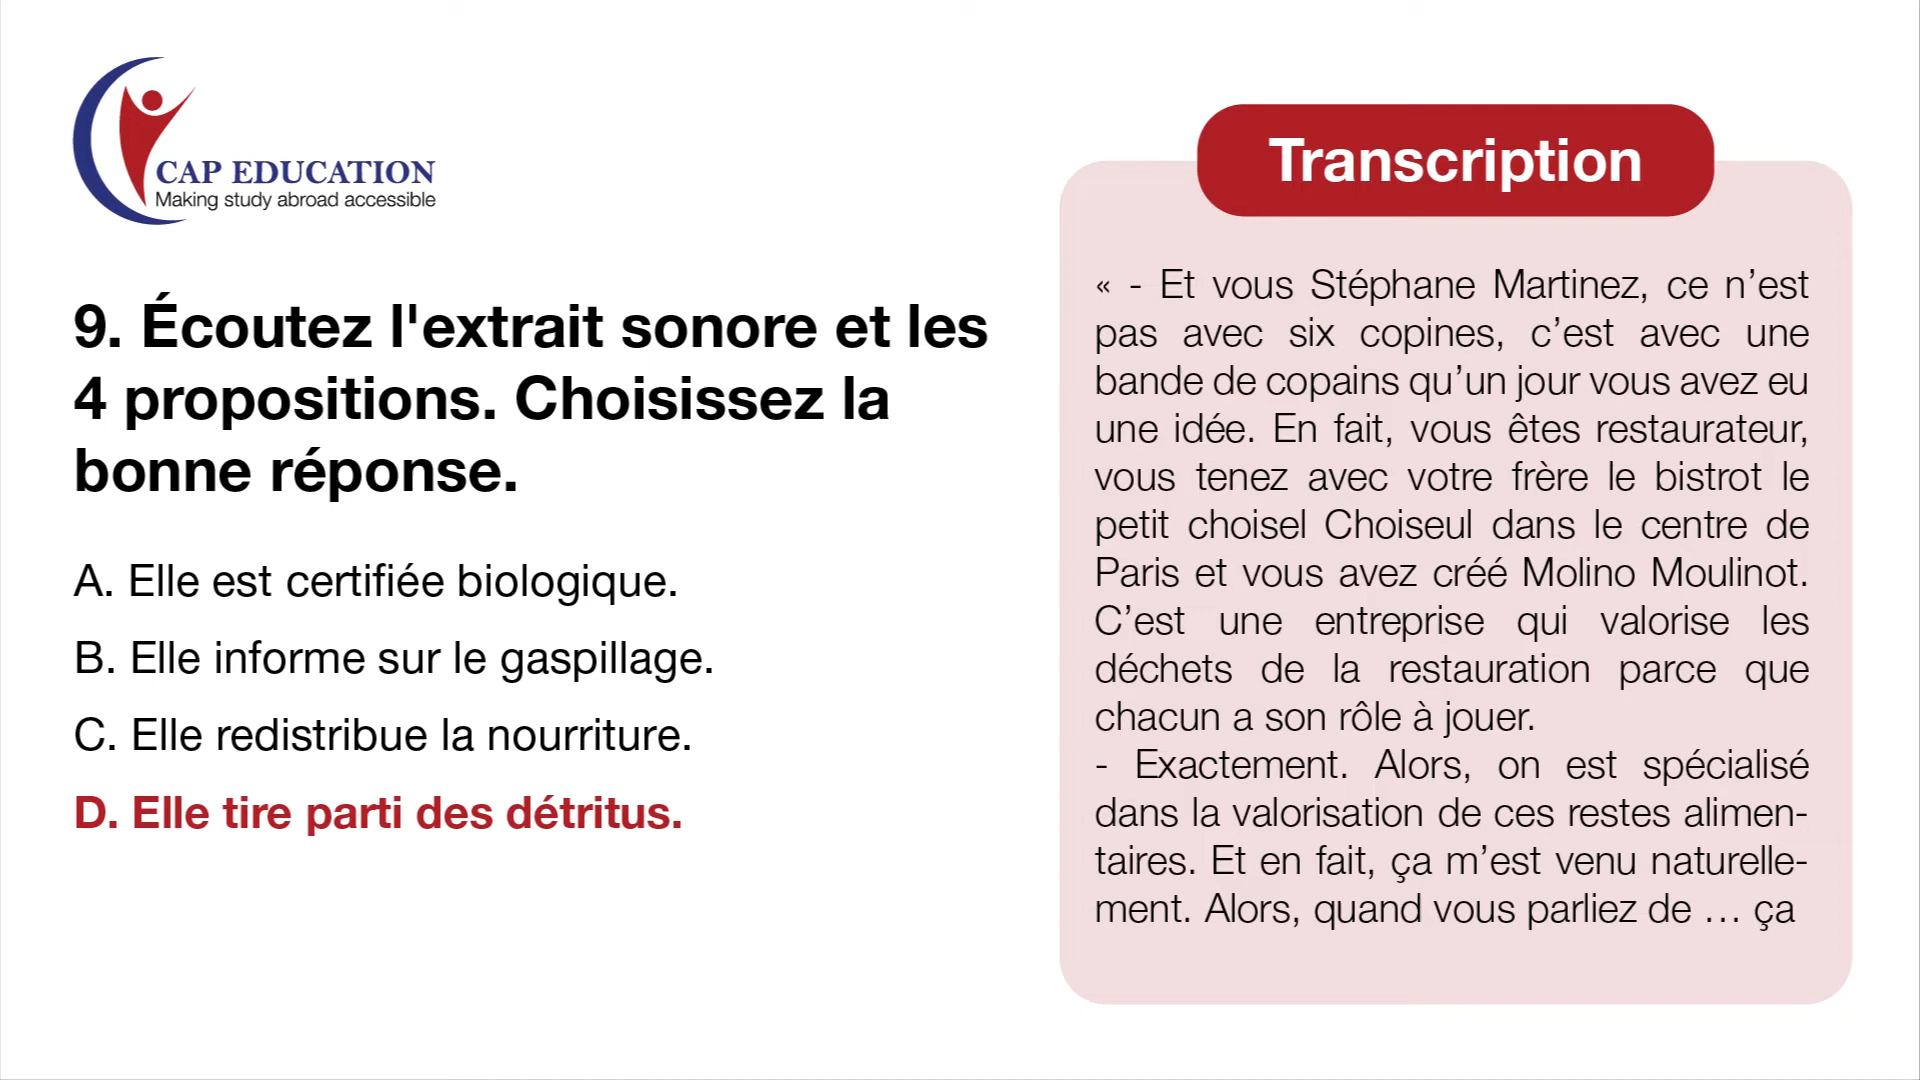 CAP EDUCATION
Making study abroad accessible
9. Écoutez l'extrait sonore et les
4 propositions. Choisissez la
bonne réponse.
A. Elle est certifiée biologique.
B. Elle informe sur le gaspillage.
C. Elle redistribue la nourriture.
D. Elle tire parti des détritus.
Transcription
« - Et vous Stéphane Martinez, ce n’est
pas avec six copines, c’est avec une
bande de copains qu’un jour vous avez eu
une idée. En fait, vous êtes restaurateur,
vous tenez avec votre frère le bistrot le
petit choisel Choiseul dans le centre de
Paris et vous avez créé Molino Moulinot.
C’est une entreprise qui valorise les
déchets de la restauration parce que
chacun a son rôle à jouer.
- Exactement. Alors, on est spécialisé
dans la valorisation de ces restes alimen-
taires. Et en fait, ça m’est venu naturelle-
ment. Alors, quand vous parliez de … ça